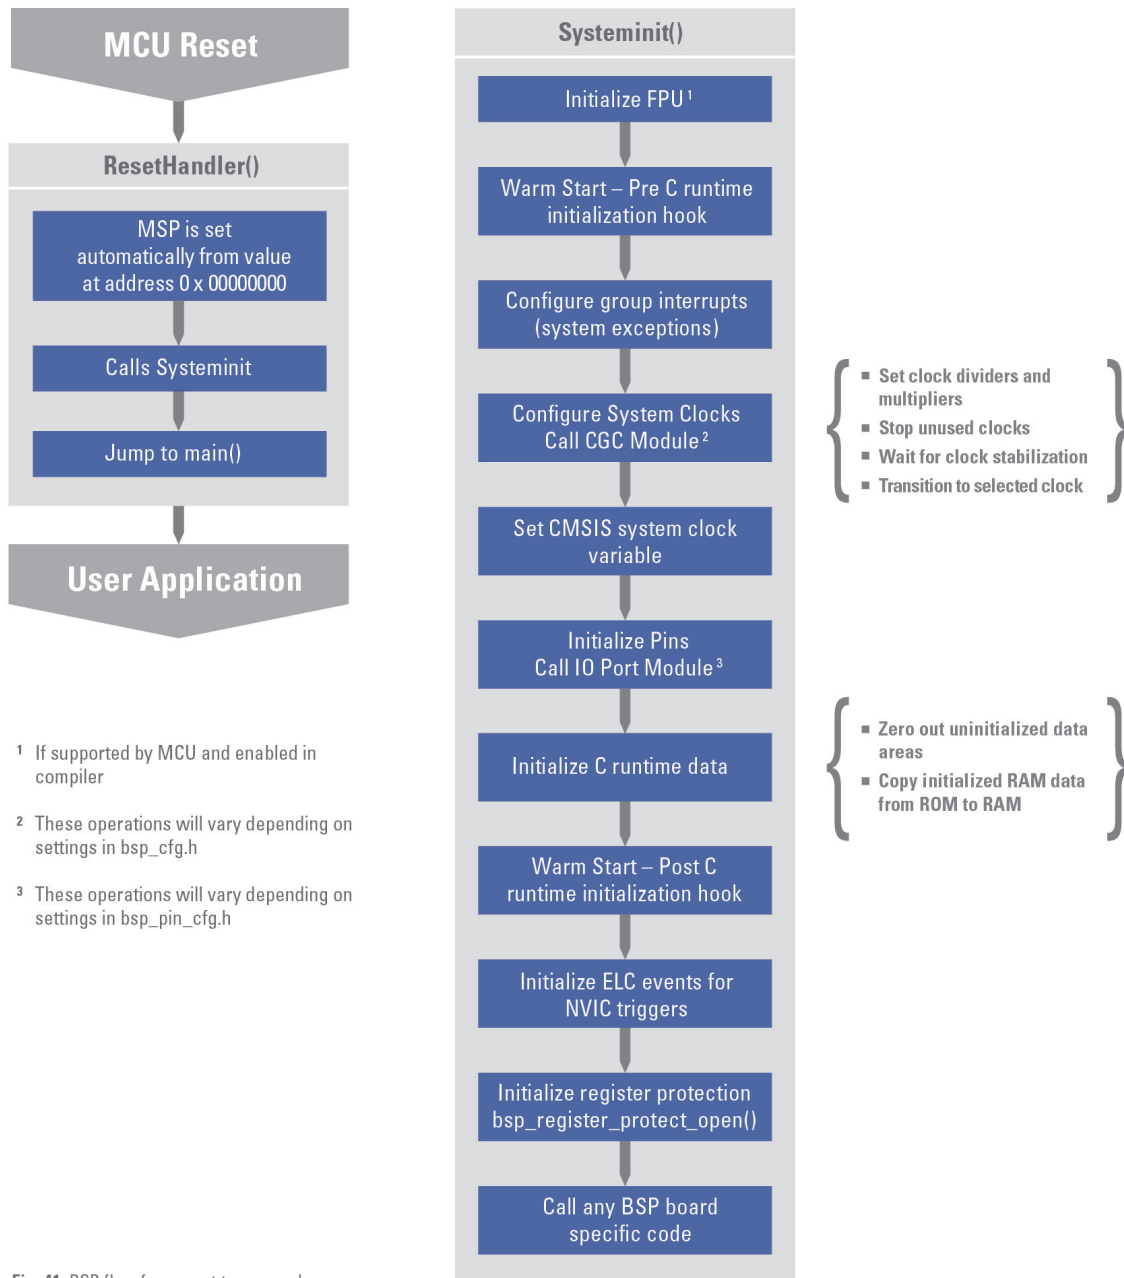 MCU Reset
ResetHandler()
MSP is set
automatically from value
at address 0 x 00000000
Calls Systeminit
Jump to main()
User Application
1 If supported by MCU and enabled in
compiler
2 These operations will vary depending on
settings in bsp_cfg.h
3 These operations will vary depending on
settings in bsp_pin_cfg.h
Systeminit()
Initialize FPU 1
Warm Start – Pre C runtime
initialization hook
Configure group interrupts
(system exceptions)
Configure System Clocks
Call CGC Module 2
Set CMSIS system clock
variable
Initialize Pins
Call IO Port Module 3
Initialize C runtime data
Warm Start – Post C
runtime initialization hook
Initialize ELC events for
NVIC triggers
Initialize register protection
bsp_register_protect_open()
Call any BSP board
specific code
■ Set clock dividers and
multipliers
■ Stop unused clocks
■ Wait for clock stabilization
■ Transition to selected clock
■ Zero out uninitialized data
areas
■ Copy initialized RAM data
from ROM to RAM